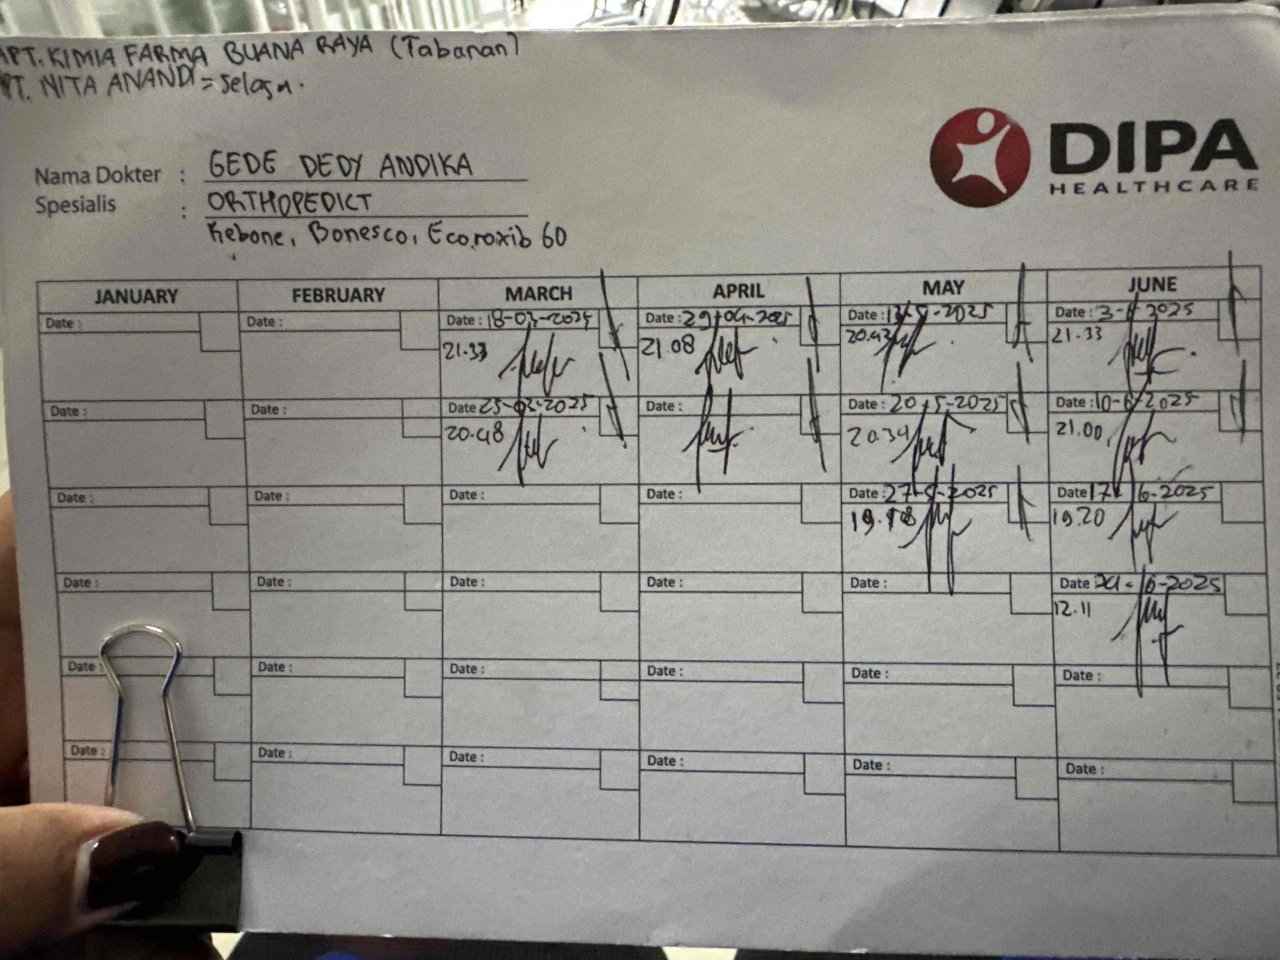 APT. KIMIA FARMA BUANA RAYA (Tabanan)
PT. NITA ANANDI = Selasa.
DIPA
HEALTHCARE
Nama Dokter : GEDE DEDY ANDIKA
Spesialis : ORTHOPEDICT
Kebone, Bonesco, Ecoroxib 60
JANUARY FEBRUARY MARCH APRIL MAY JUNE
Date : Date : Date : 18-03-2025 Date : 29-04-2025 Date : 13-5-2025 Date : 3-6-2025
21.33 21.08 20.43 21.33
Date : Date : Date : 25-03-2025 Date : Date : 20-5-2025 Date : 10-6-2025
20.48 20.34 21.00
Date : Date : Date : Date : Date : 27-5-2025 Date 17-6-2025
19.18 19.20
Date : Date : Date : Date : Date : Date 24-6-2025
12.11
Date : Date : Date : Date : Date : Date :
Date : Date : Date : Date : Date : Date :